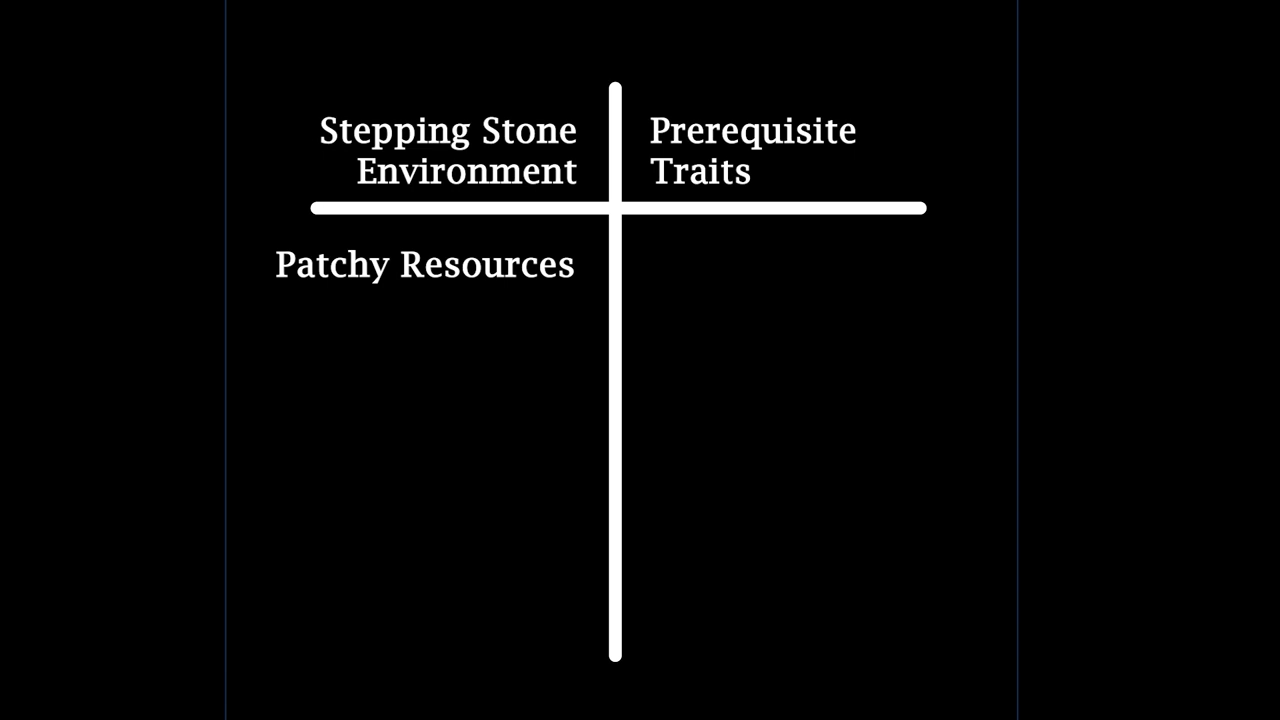 Stepping Stone
Environment
Prerequisite
Traits
Patchy Resources